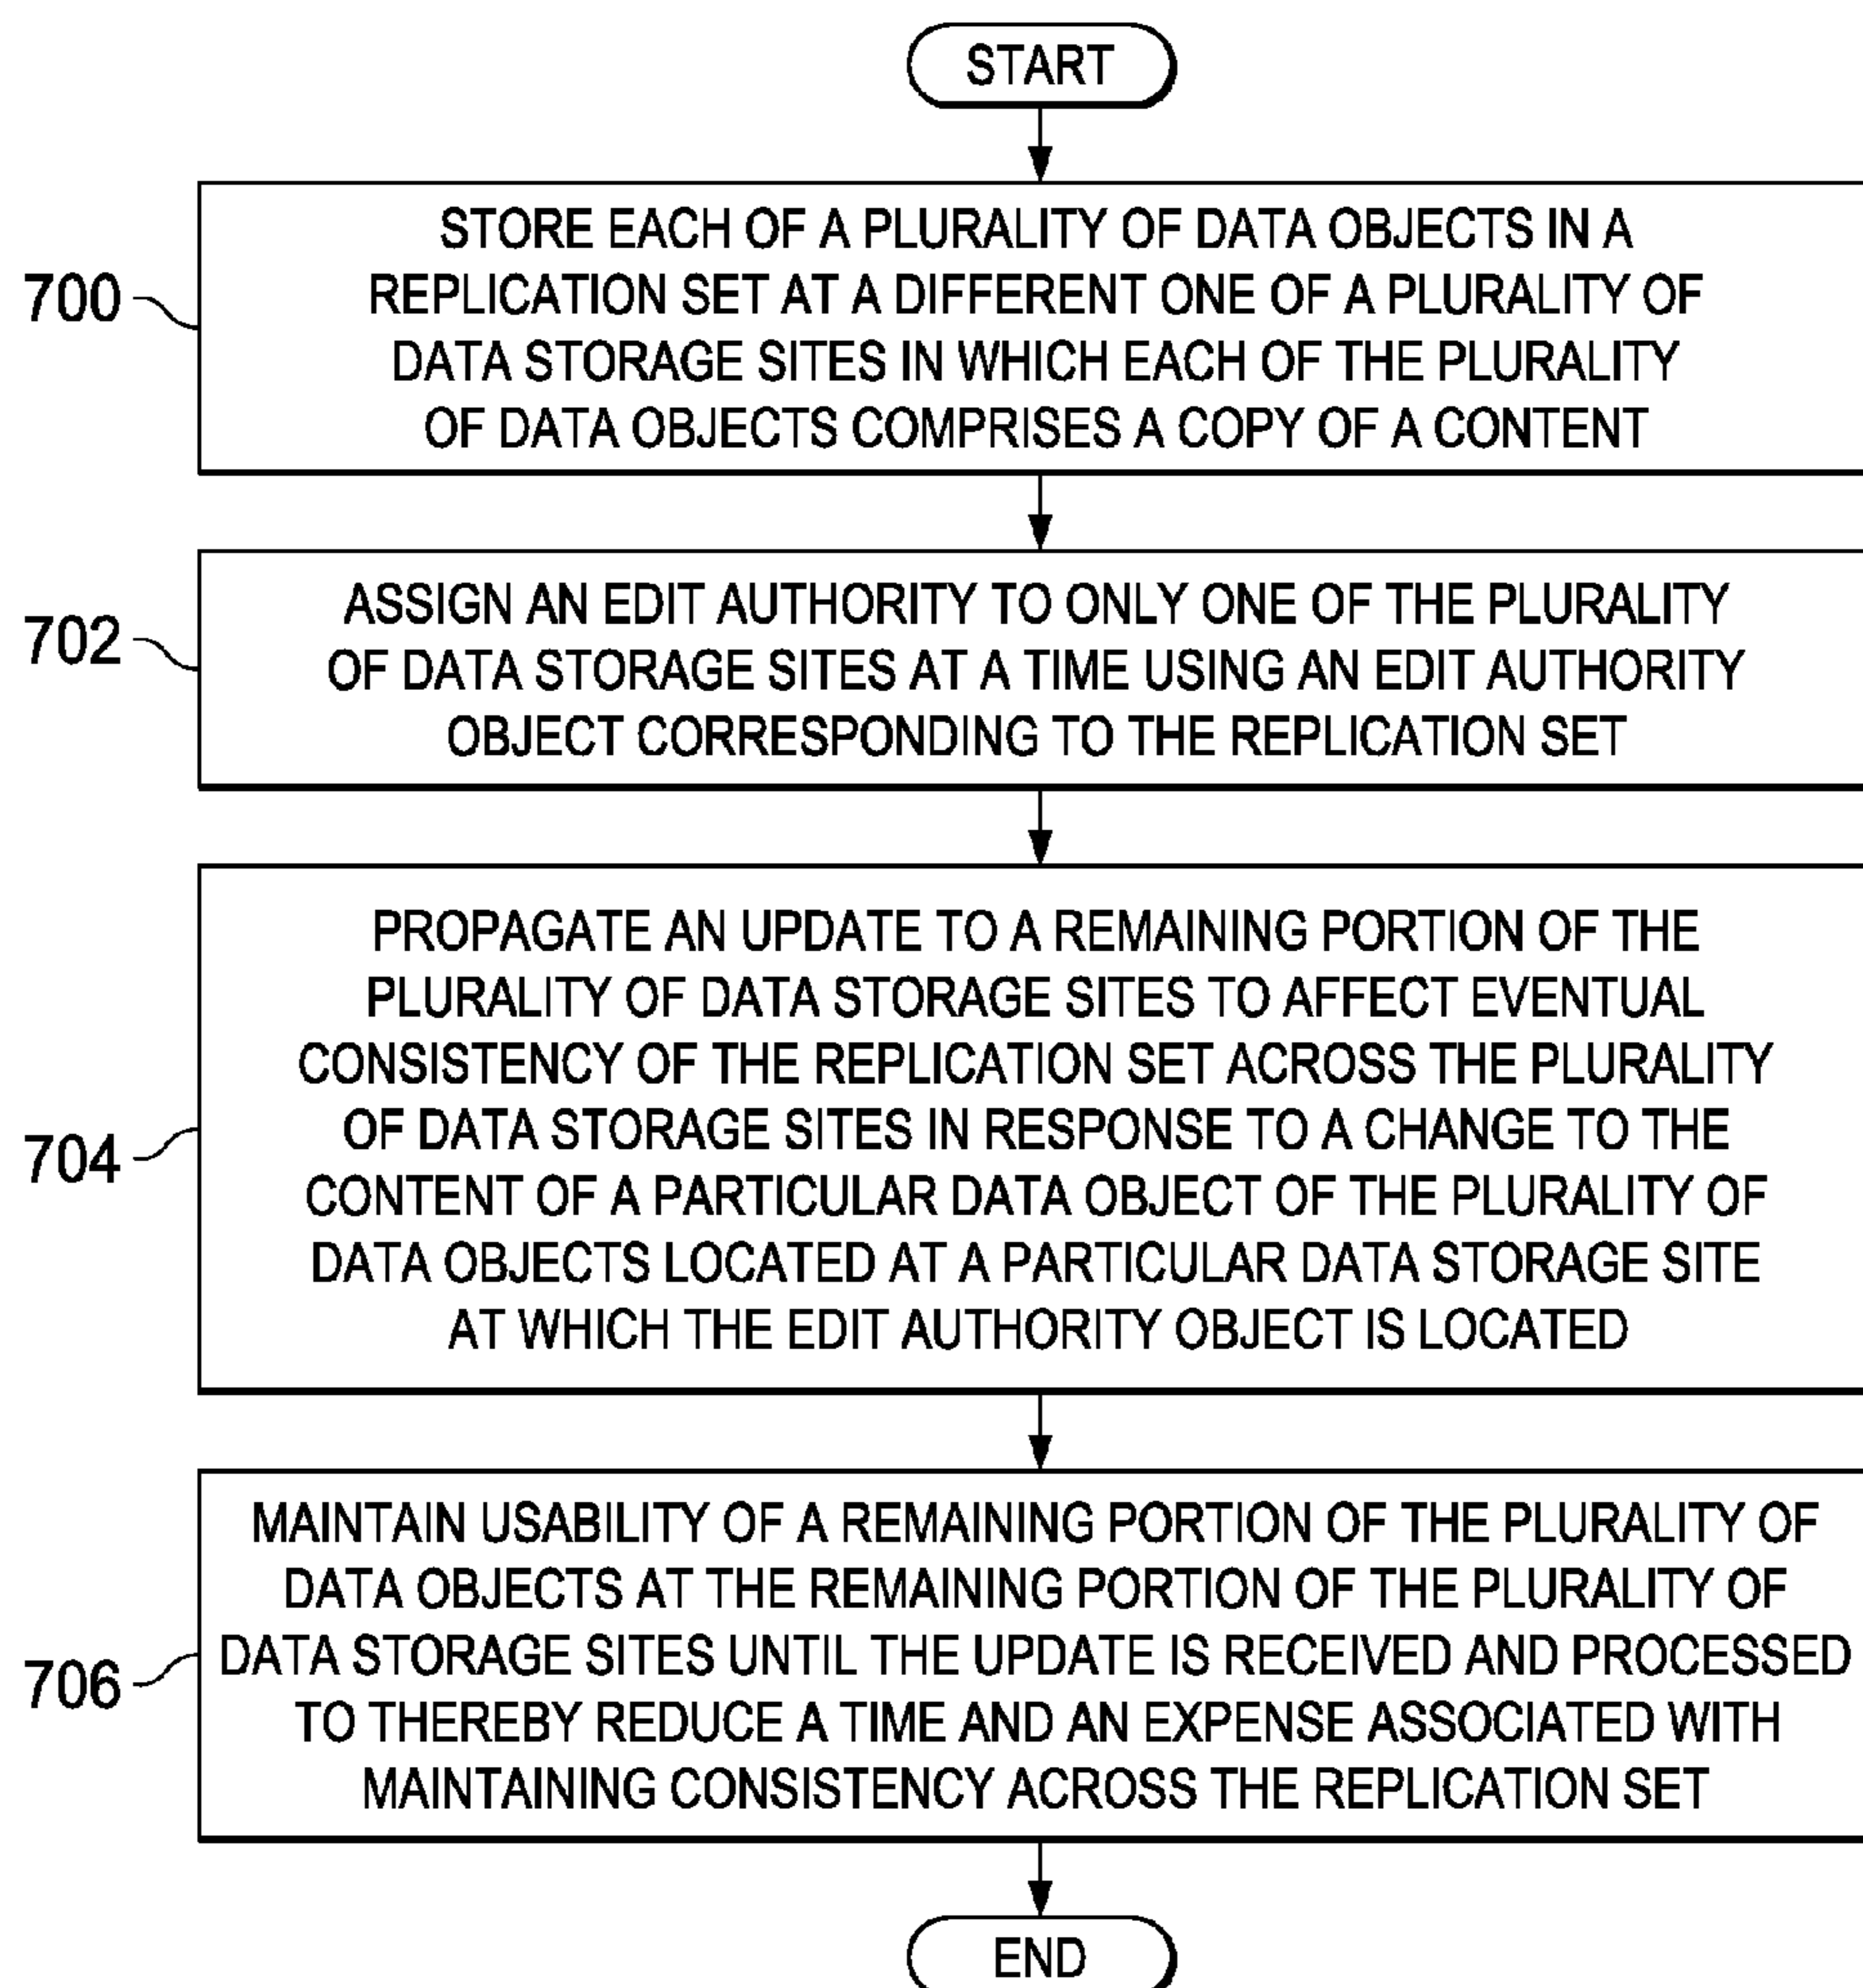 START
STORE EACH OF A PLURALITY OF DATA OBJECTS IN A
REPLICATION SET AT A DIFFERENT ONE OF A PLURALITY OF
DATA STORAGE SITES IN WHICH EACH OF THE PLURALITY
OF DATA OBJECTS COMPRISES A COPY OF A CONTENT
700
ASSIGN AN EDIT AUTHORITY TO ONLY ONE OF THE PLURALITY
OF DATA STORAGE SITES AT A TIME USING AN EDIT AUTHORITY
OBJECT CORRESPONDING TO THE REPLICATION SET
702
PROPAGATE AN UPDATE TO A REMAINING PORTION OF THE
PLURALITY OF DATA STORAGE SITES TO AFFECT EVENTUAL
CONSISTENCY OF THE REPLICATION SET ACROSS THE PLURALITY
OF DATA STORAGE SITES IN RESPONSE TO A CHANGE TO THE
CONTENT OF A PARTICULAR DATA OBJECT OF THE PLURALITY OF
DATA OBJECTS LOCATED AT A PARTICULAR DATA STORAGE SITE
AT WHICH THE EDIT AUTHORITY OBJECT IS LOCATED
704
MAINTAIN USABILITY OF A REMAINING PORTION OF THE PLURALITY OF
DATA OBJECTS AT THE REMAINING PORTION OF THE PLURALITY OF
DATA STORAGE SITES UNTIL THE UPDATE IS RECEIVED AND PROCESSED
TO THEREBY REDUCE A TIME AND AN EXPENSE ASSOCIATED WITH
MAINTAINING CONSISTENCY ACROSS THE REPLICATION SET
706
END